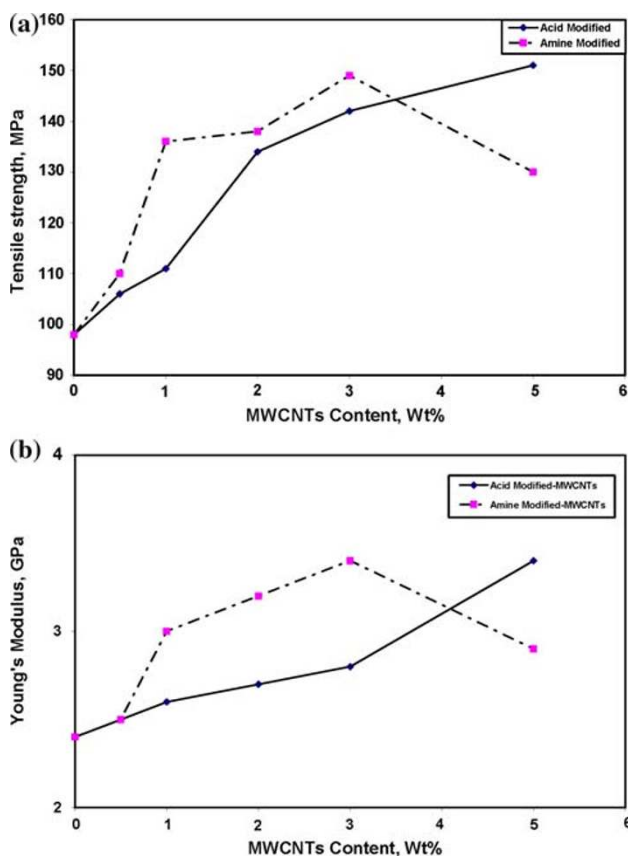 (a)
160
150
140
130
120
110
100
90
Tensile strength, MPa
Acid Modified
Amine Modified
0 1 2 3 4 5 6
MWCNTs Content, Wt%
(b)
4
3
2
Young's Modulus, GPa
Acid Modified-MWCNTs
Amine Modified-MWCNTs
0 1 2 3 4 5 6
MWCNTs Content, Wt%